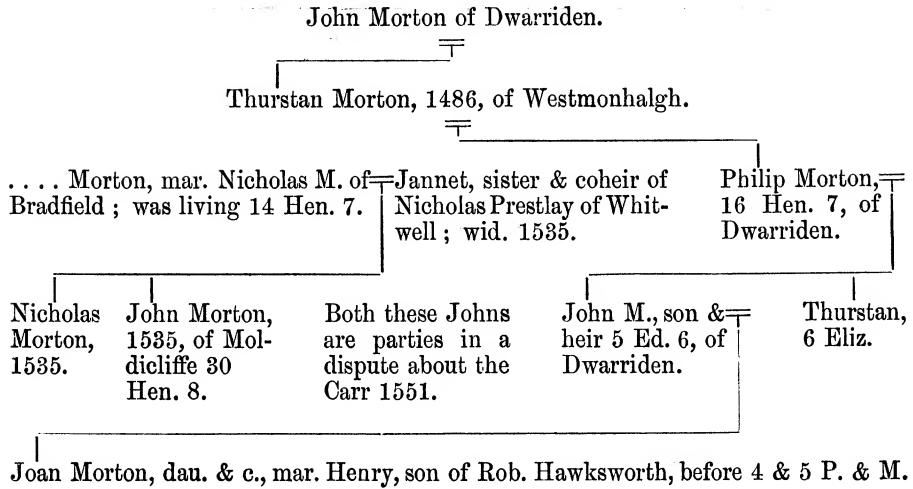 John Morton of Dwarriden.
Thurstan Morton, 1486, of Westmonhalgh.
. . . . Morton, mar. Nicholas M. of
Bradfield ; was living 14 Hen. 7.
Jannet, sister & coheir of
Nicholas Prestlay of Whit-
well ; wid. 1535.
Philip Morton,
16 Hen. 7, of
Dwarriden.
Nicholas
Morton,
1535.
John Morton,
1535, of Mol-
dicliffe 30
Hen. 8.
Both these Johns
are parties in a
dispute about the
Carr 1551.
John M., son &
heir 5 Ed. 6, of
Dwarriden.
Thurstan,
6 Eliz.
Joan Morton, dau. & c., mar. Henry, son of Rob. Hawksworth, before 4 & 5 P. & M.